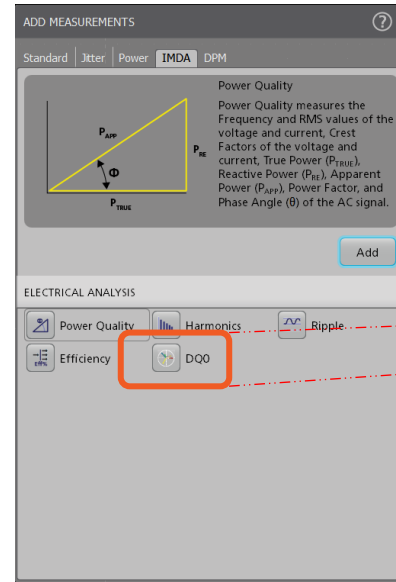 ADD MEASUREMENTS ?
Standard Jitter Power IMDA DPM
Power Quality
Power Quality measures the
Frequency and RMS values of the
voltage and current, Crest
Factors of the voltage and
current, True Power (PTRUE),
Reactive Power (PRE), Apparent
Power (PAPP), Power Factor, and
Phase Angle (θ) of the AC signal.
PAPP
PRE
Φ
PTRUE
Add
ELECTRICAL ANALYSIS
Power Quality Harmonics Ripple
Eff% Efficiency DQ0